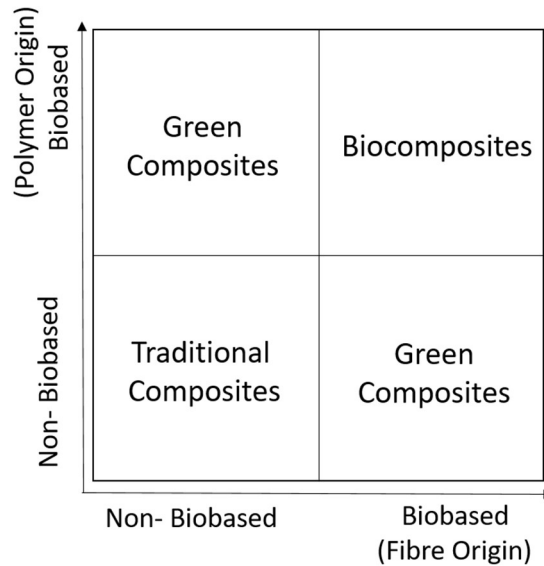 (Polymer Origin)
Biobased
Non- Biobased
Green
Composites
Biocomposites
Traditional
Composites
Green
Composites
Non- Biobased
Biobased
(Fibre Origin)